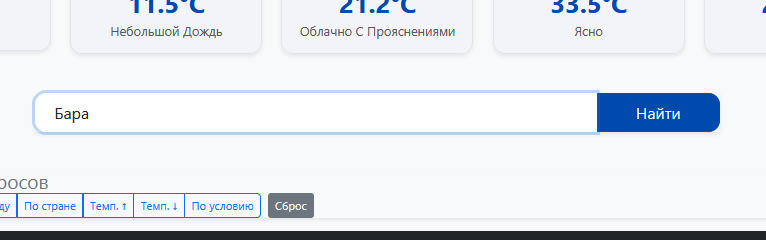 11.5°C 21.2°C 33.5°C
Небольшой Дождь Облачно С Прояснениями Ясно
Бара Найти
росов
ду По стране Темп. ↑ Темп. ↓ По условию Сброс